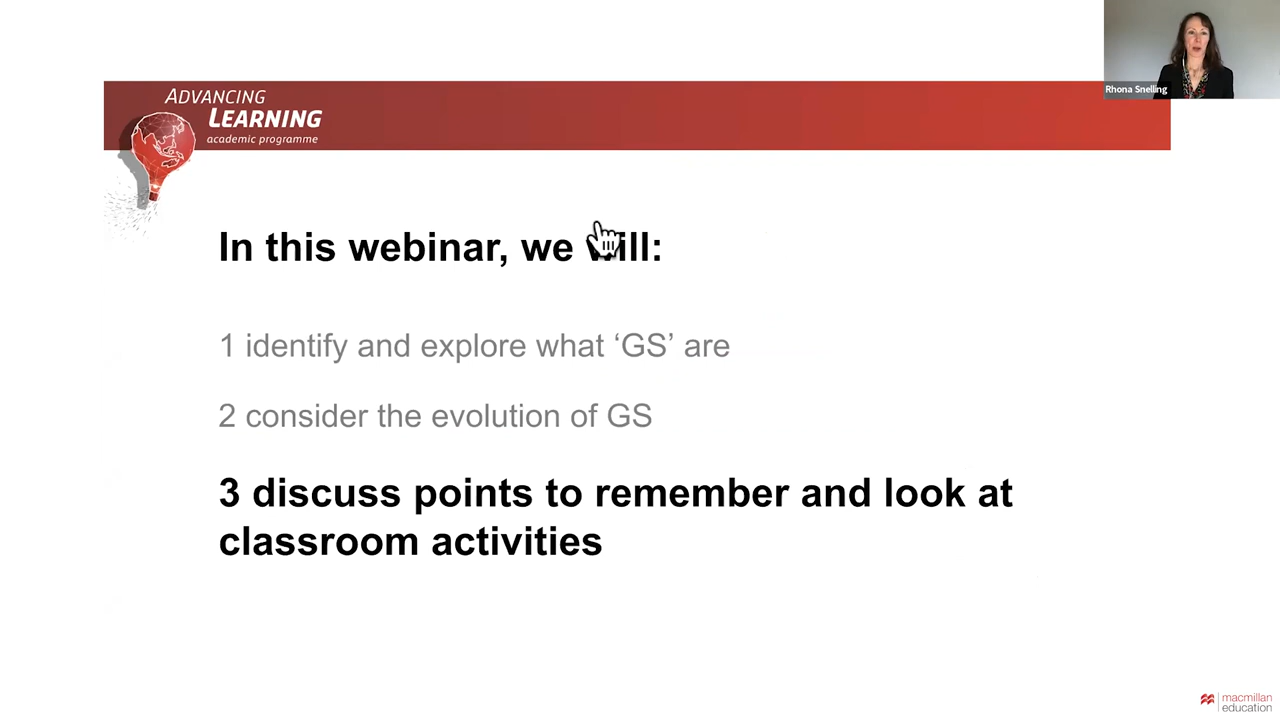 Rhona Snelling
ADVANCING
LEARNING
academic programme
In this webinar, we will:
1 identify and explore what ‘GS’ are
2 consider the evolution of GS
3 discuss points to remember and look at
classroom activities
macmillan
education